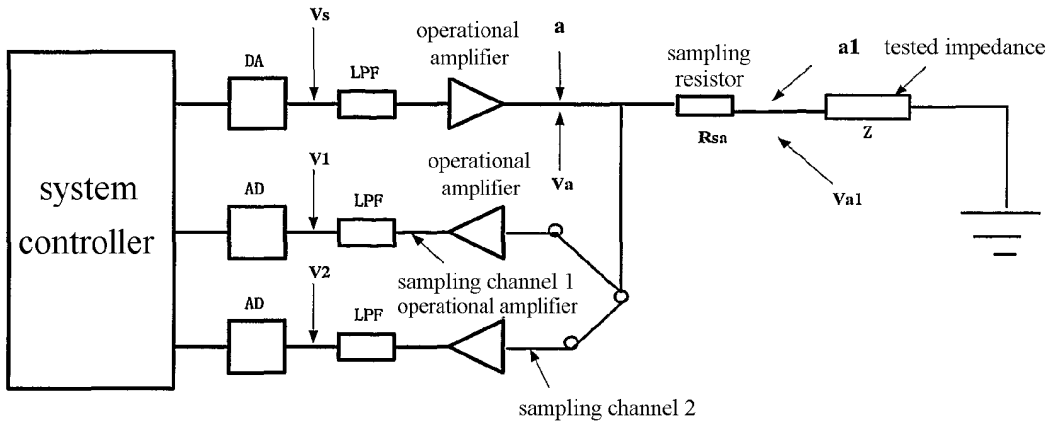 Vs
operational
amplifier
a
DA
LPF
sampling
resistor
a1 tested impedance
Rsa
Z
V1
operational
amplifier
Va
Va1
AD
LPF
system
controller
sampling channel 1
V2
operational amplifier
AD
LPF
sampling channel 2